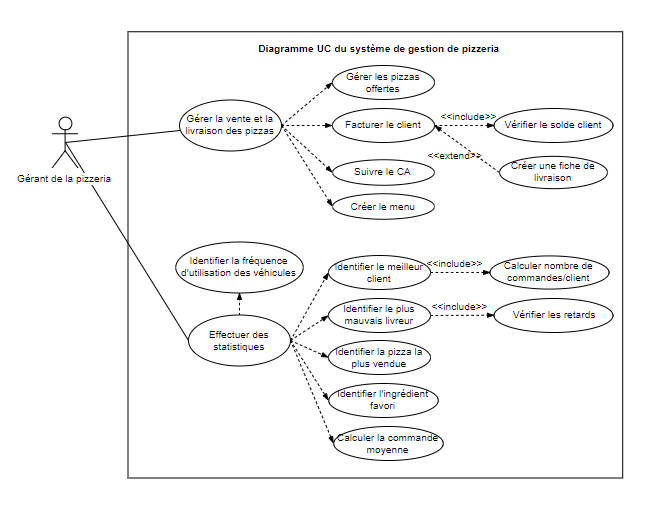 Diagramme UC du système de gestion de pizzeria
Gérer les pizzas
offertes
Gérer la vente et la
livraison des pizzas
Facturer le client
<<include>>
Vérifier le solde client
<<extend>>
Créer une fiche de
livraison
Suivre le CA
Créer le menu
Gérant de la pizzeria
Identifier la fréquence
d'utilisation des véhicules
Identifier le meilleur
client
<<include>>
Calculer nombre de
commandes/client
Identifier le plus
mauvais livreur
<<include>>
Vérifier les retards
Effectuer des
statistiques
Identifier la pizza la
plus vendue
Identifier l'ingrédient
favori
Calculer la commande
moyenne